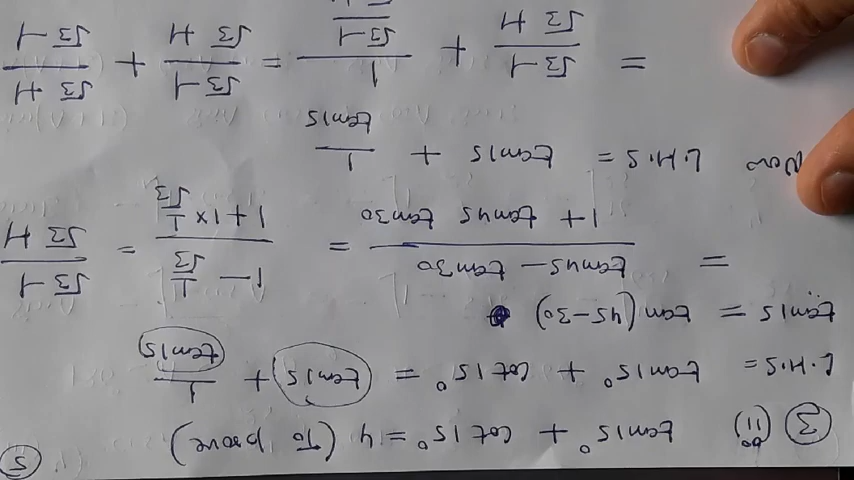 5
3 (ii) tan15° + cot15° = 4 (To prove)
L.H.S = tan15° + cot15° = tan15 + 1/tan15
tan15 = tan(45-30)
= (tan45 - tan30)/(1 + tan45 tan30) = (1 - 1/√3)/(1 + 1×1/√3) = (√3-1)/(√3+1)
Now L.H.S = tan15 + 1/tan15
= (√3-1)/(√3+1) + 1/((√3-1)/(√3+1)) = (√3-1)/(√3+1) + (√3+1)/(√3-1)